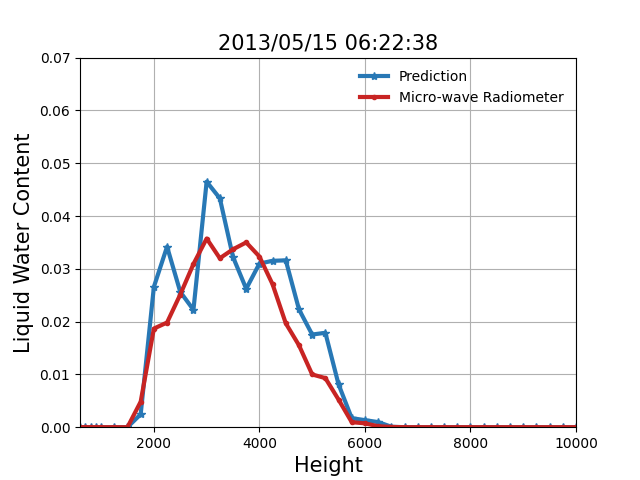 2013/05/15 06:22:38
0.07
0.06
0.05
0.04
0.03
0.02
0.01
0.00
Liquid Water Content
Prediction
Micro-wave Radiometer
2000 4000 6000 8000 10000
Height